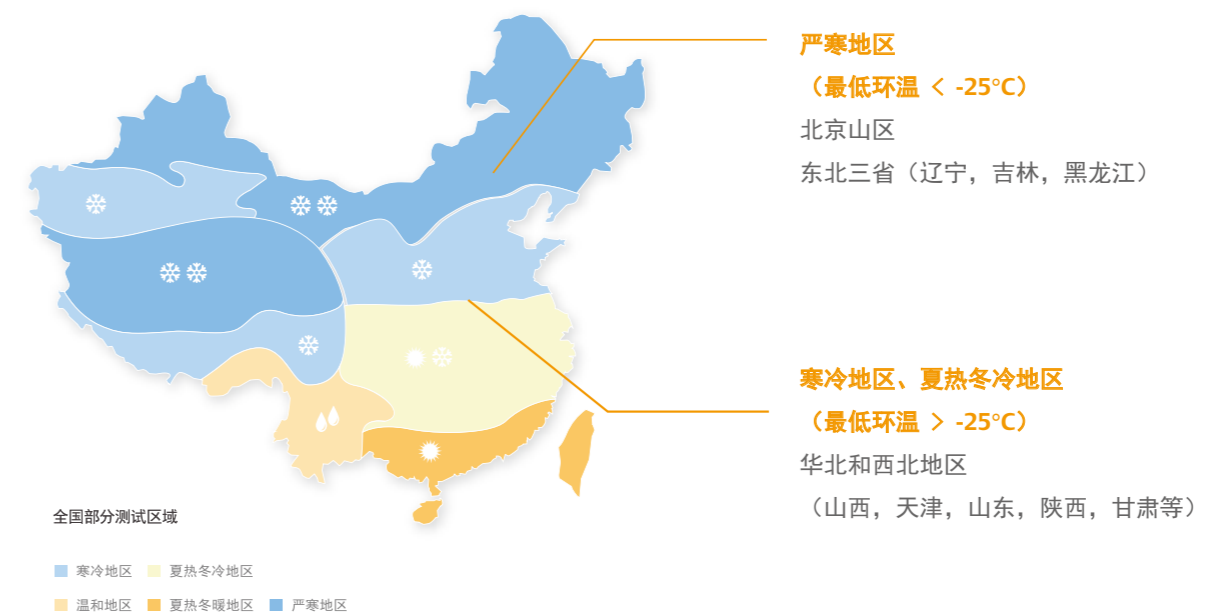 严寒地区
（最低环温 < -25°C）
北京山区
东北三省（辽宁，吉林，黑龙江）
寒冷地区、夏热冬冷地区
（最低环温 > -25°C）
华北和西北地区
（山西，天津，山东，陕西，甘肃等）
全国部分测试区域
寒冷地区 夏热冬冷地区
温和地区 夏热冬暖地区 严寒地区